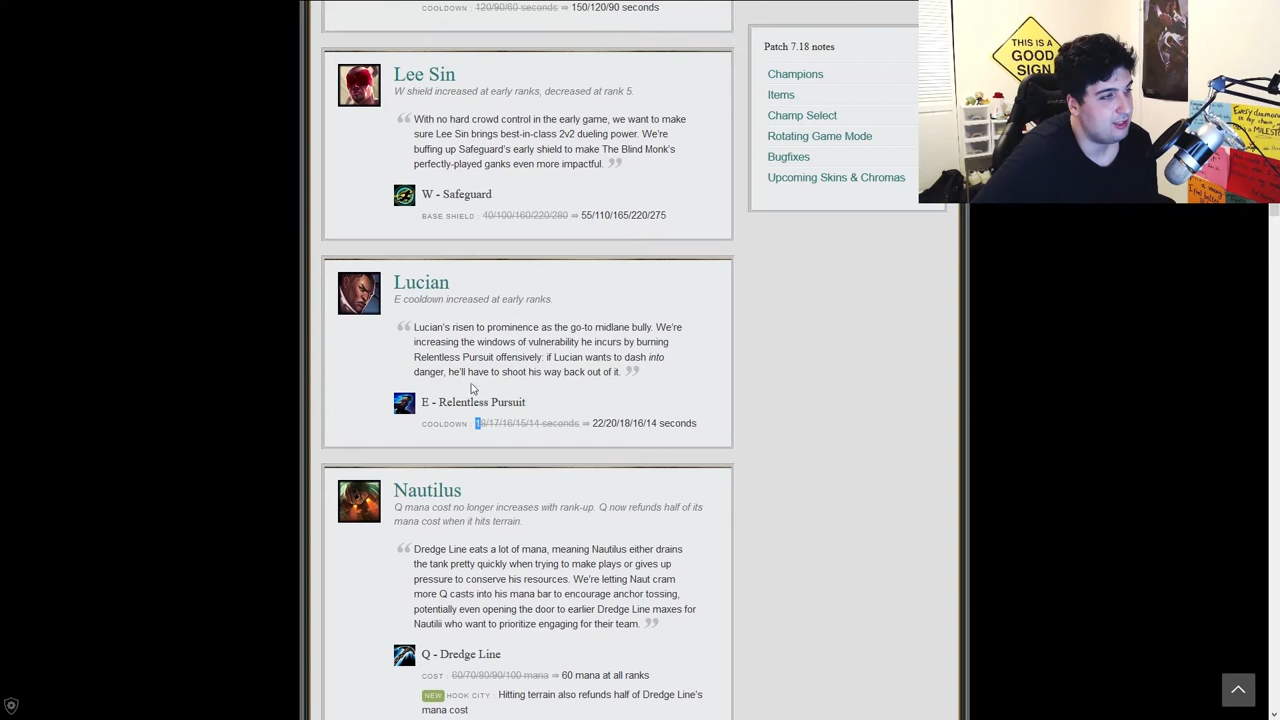 COOLDOWN : 120/90/60 seconds ⇒ 150/120/90 seconds
Lee Sin
W Shield increased at early ranks, decreased at rank 5.
With no hard crowd control in the early game, we want to make
sure Lee Sin brings best-in-class 2v2 dueling power. We're
buffing up Safeguard's early shield to make The Blind Monk's
perfectly-played ganks even more impactful.
W - Safeguard
BASE SHIELD : 40/100/160/220/280 ⇒ 55/110/165/220/275
Lucian
E cooldown increased at early ranks.
Lucian's risen to prominence as the go-to midlane bully. We're
increasing the windows of vulnerability he incurs by burning
Relentless Pursuit offensively: if Lucian wants to dash into
danger, he'll have to shoot his way back out of it.
E - Relentless Pursuit
COOLDOWN : 18/17/16/15/14 seconds ⇒ 22/20/18/16/14 seconds
Nautilus
Q mana cost no longer increases with rank-up. Q now refunds half of its
mana cost when it hits terrain.
Dredge Line eats a lot of mana, meaning Nautilus either drains
the tank pretty quickly when trying to make plays or gives up
pressure to conserve his resources. We're letting Naut cram
more Q casts into his mana bar to encourage anchor tossing,
potentially even opening the door to earlier Dredge Line maxes for
Nautilii who want to prioritize engaging for their team.
Q - Dredge Line
COST : 60/70/80/90/100 mana ⇒ 60 mana at all ranks
NEW HOOK CITY : Hitting terrain also refunds half of Dredge Line's
mana cost
Patch 7.18 notes
Champions
Items
Champ Select
Rotating Game Mode
Bugfixes
Upcoming Skins & Chromas
THIS IS A
GOOD
SIGN